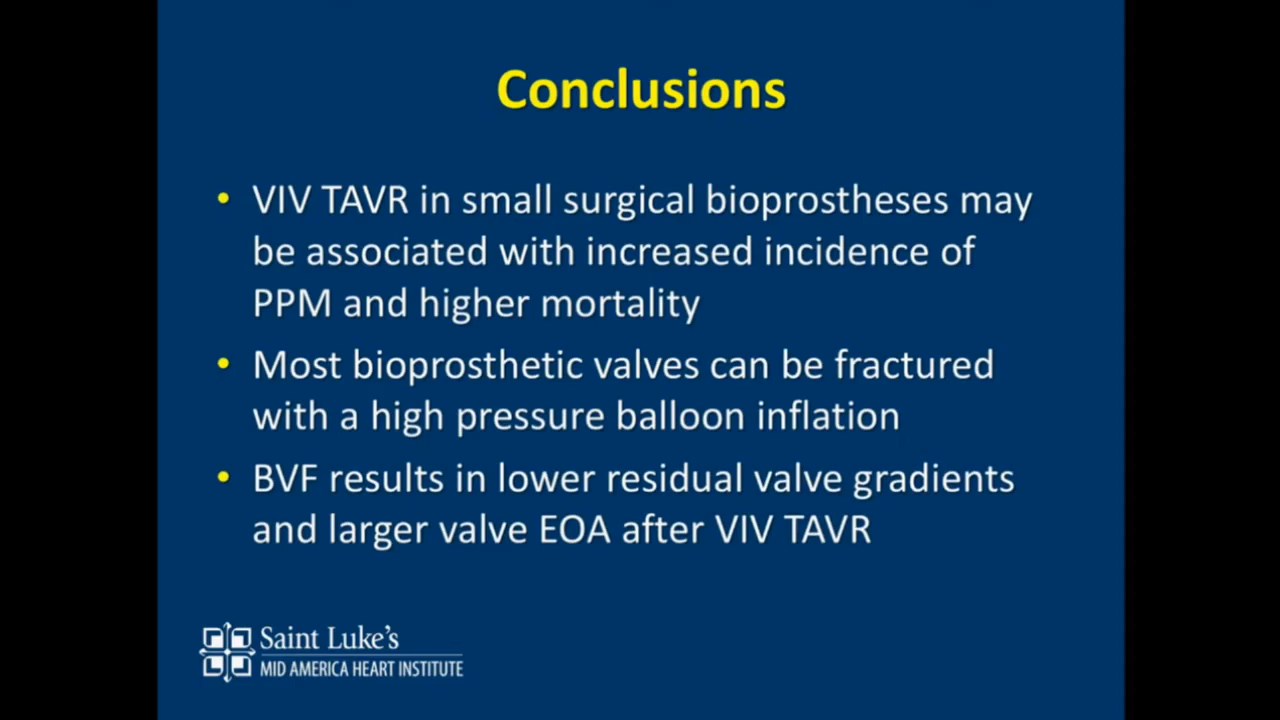 Conclusions
• VIV TAVR in small surgical bioprostheses may
be associated with increased incidence of
PPM and higher mortality
• Most bioprosthetic valves can be fractured
with a high pressure balloon inflation
• BVF results in lower residual valve gradients
and larger valve EOA after VIV TAVR
Saint Luke's
MID AMERICA HEART INSTITUTE